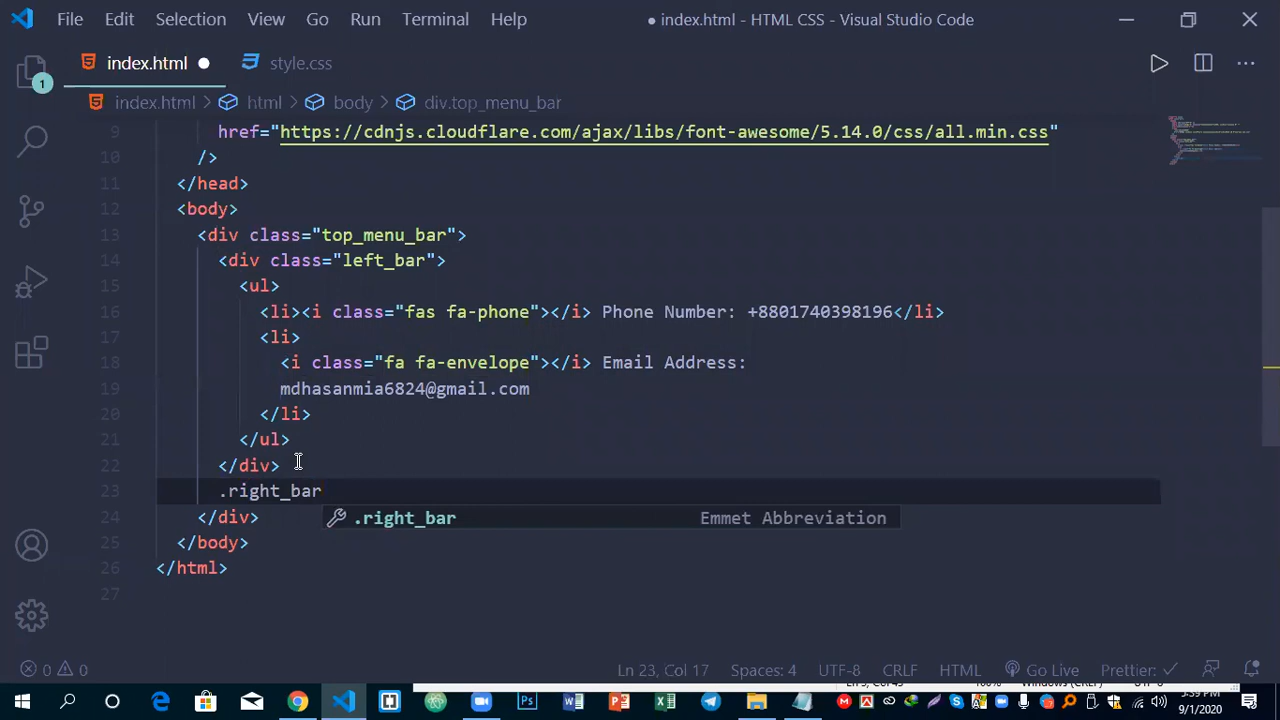 File Edit Selection View Go Run Terminal Help ● index.html - HTML CSS - Visual Studio Code
index.html ● style.css
index.html > html > body > div.top_menu_bar
1
9 href="https://cdnjs.cloudflare.com/ajax/libs/font-awesome/5.14.0/css/all.min.css"
10 />
11 </head>
12 <body>
13 <div class="top_menu_bar">
14 <div class="left_bar">
15 <ul>
16 <li><i class="fas fa-phone"></i> Phone Number: +8801740398196</li>
17 <li>
18 <i class="fa fa-envelope"></i> Email Address:
19 mdhasanmia6824@gmail.com
20 </li>
21 </ul>
22 </div>
23 .right_bar
.right_bar Emmet Abbreviation
24 </div>
25 </body>
26 </html>
27
0 0 Ln 23, Col 17 Spaces: 4 UTF-8 CRLF HTML Go Live Prettier: ✓
9/1/2020